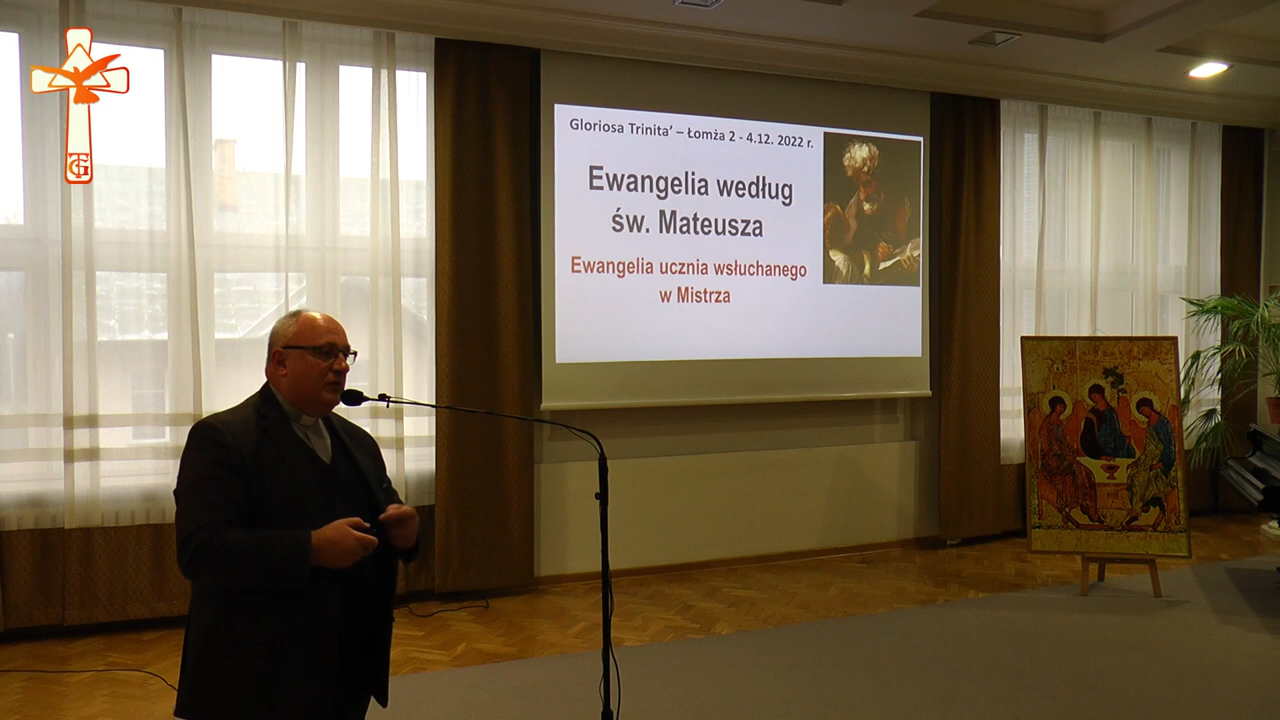 Gloriosa Trinita’ – Łomża 2 - 4.12. 2022 r.
Ewangelia według
św. Mateusza
Ewangelia ucznia wsłuchanego
w Mistrza